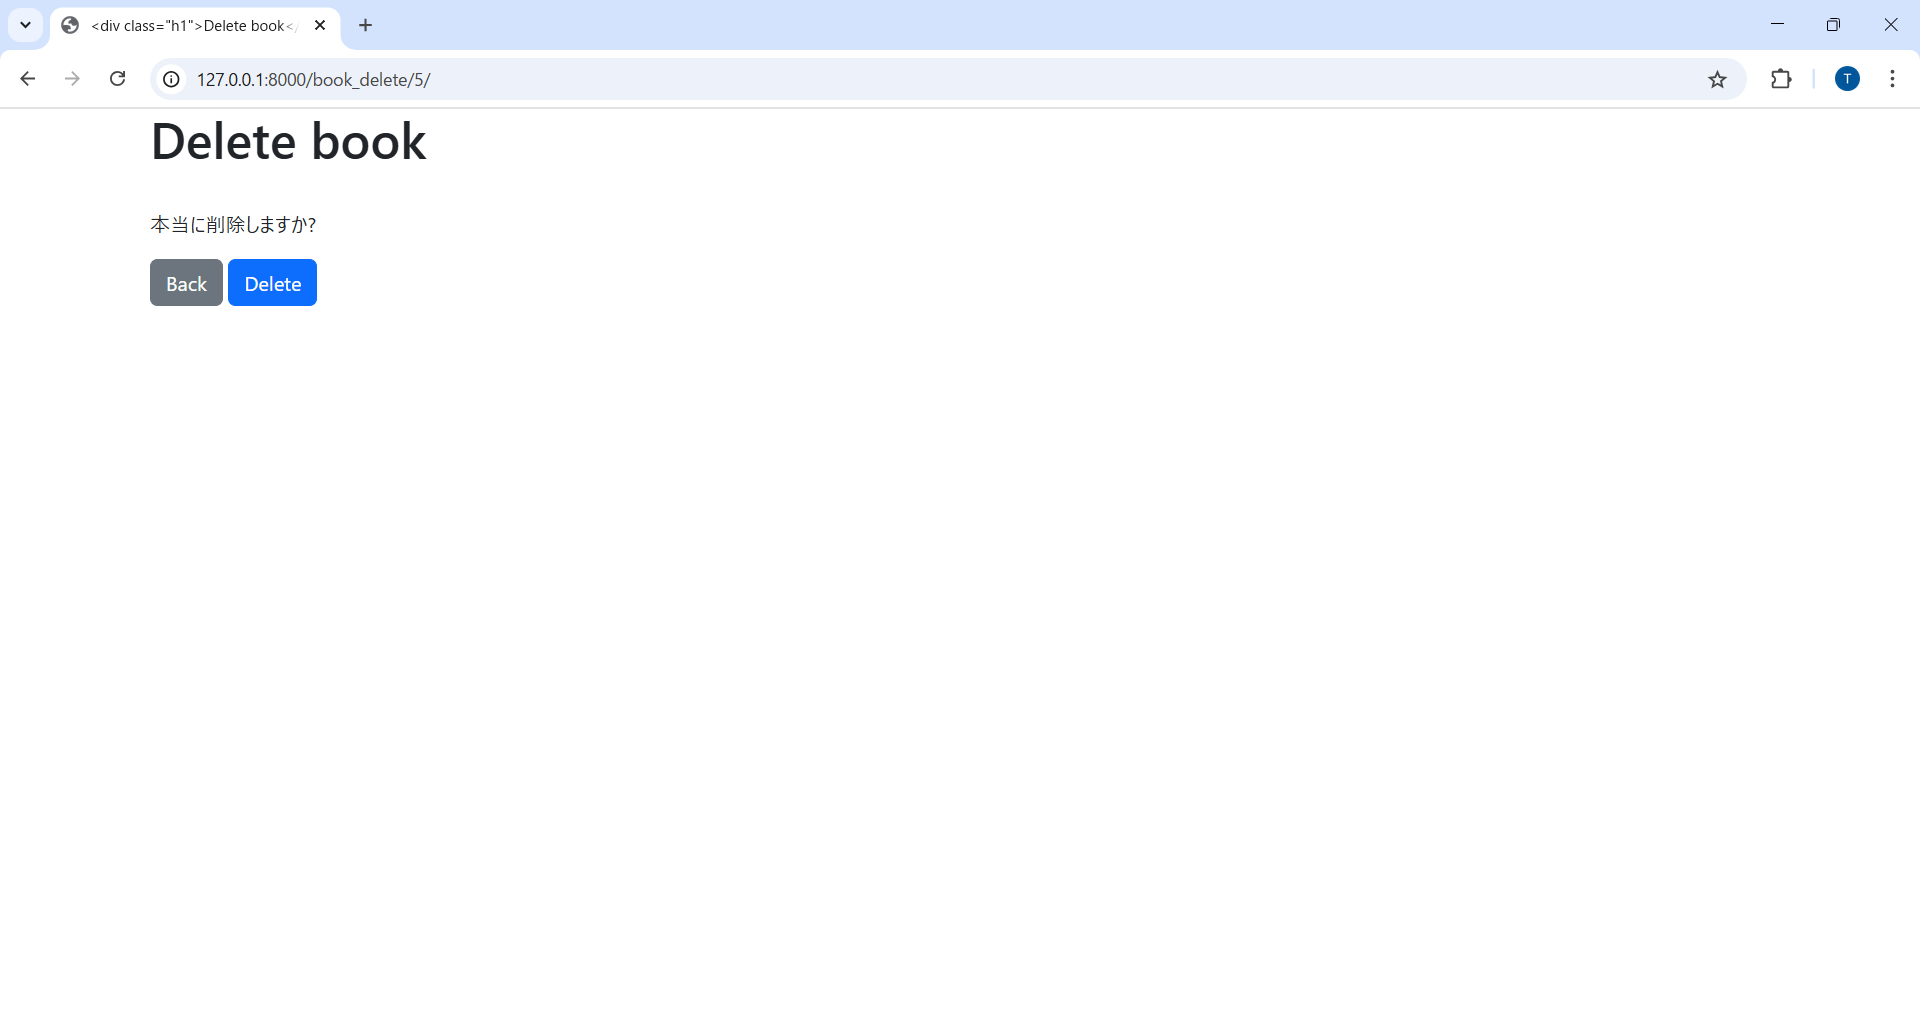 <div class="h1">Delete book<
127.0.0.1:8000/book_delete/5/
T
Delete book
本当に削除しますか?
Back Delete